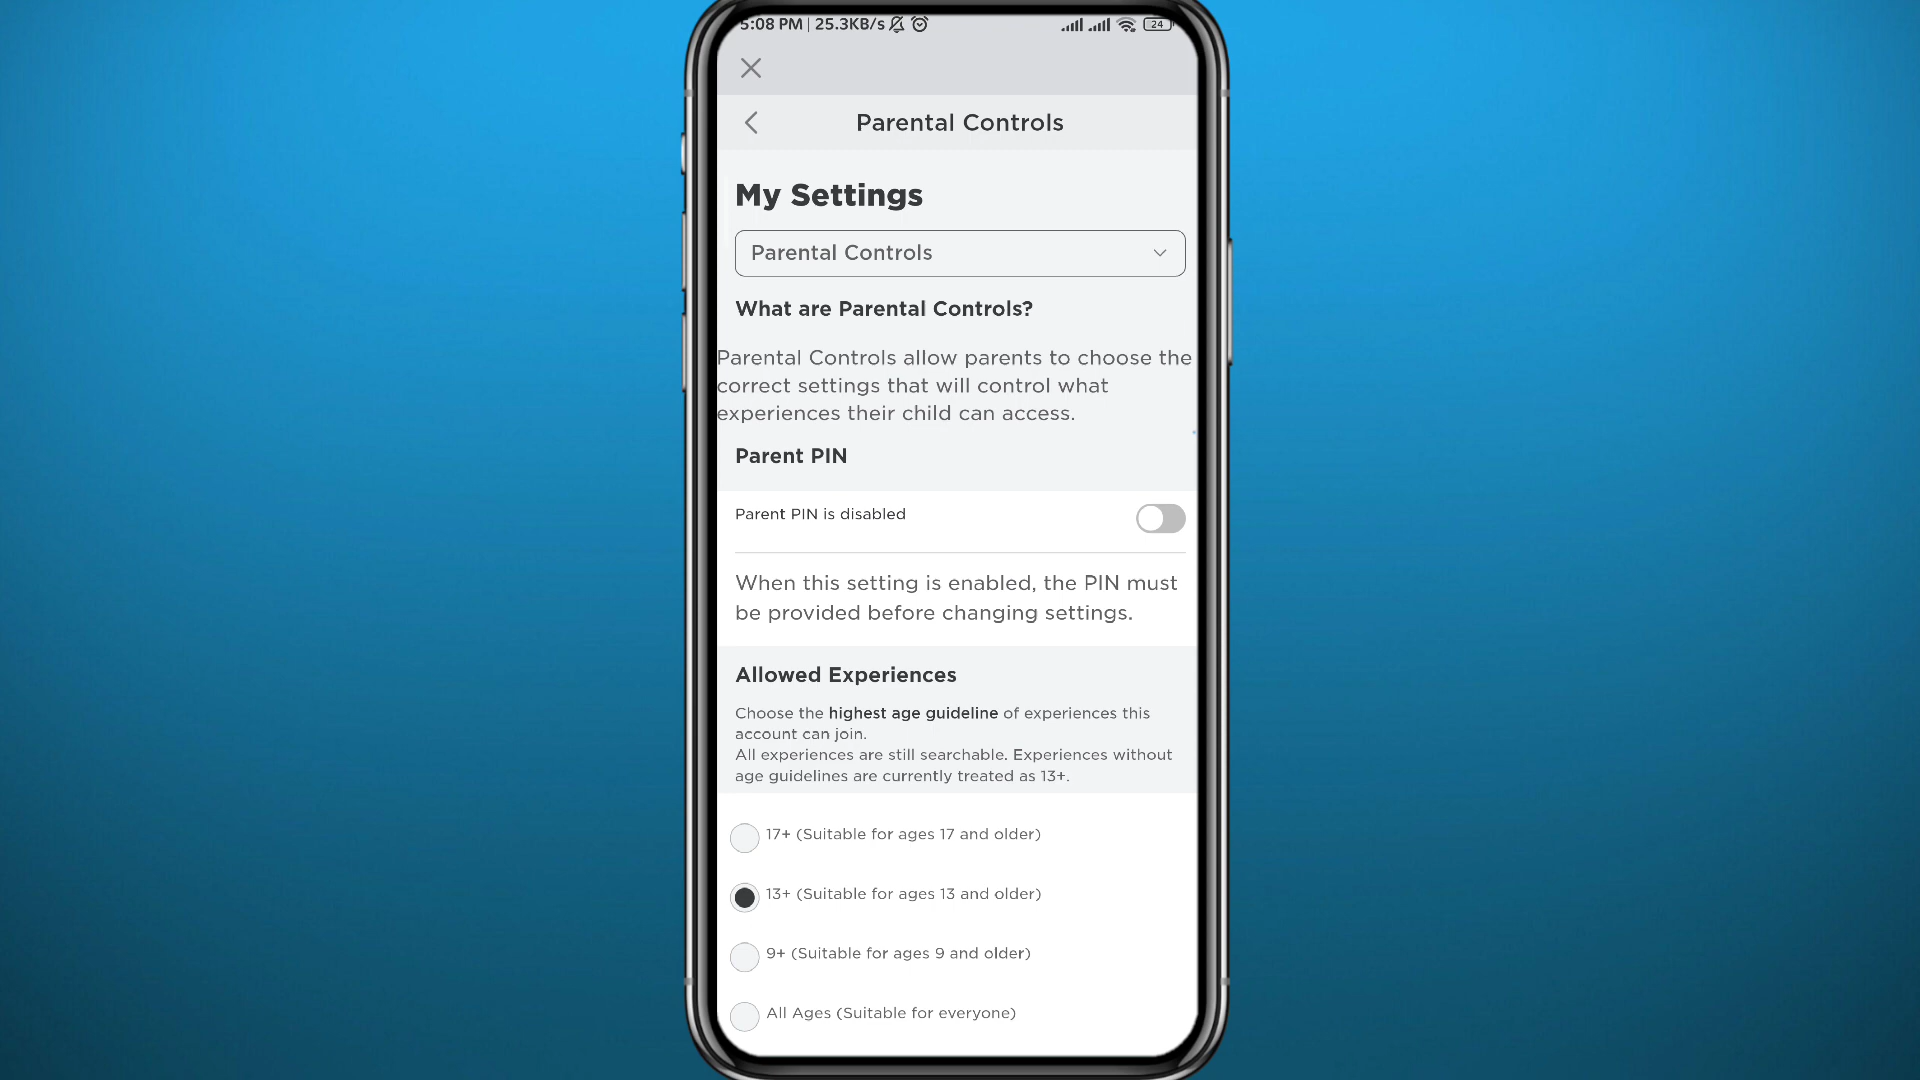 5:08 PM | 25.3KB/s 24
Parental Controls
My Settings
Parental Controls
What are Parental Controls?
Parental Controls allow parents to choose the
correct settings that will control what
experiences their child can access.
Parent PIN
Parent PIN is disabled
When this setting is enabled, the PIN must
be provided before changing settings.
Allowed Experiences
Choose the highest age guideline of experiences this
account can join.
All experiences are still searchable. Experiences without
age guidelines are currently treated as 13+.
17+ (Suitable for ages 17 and older)
13+ (Suitable for ages 13 and older)
9+ (Suitable for ages 9 and older)
All Ages (Suitable for everyone)